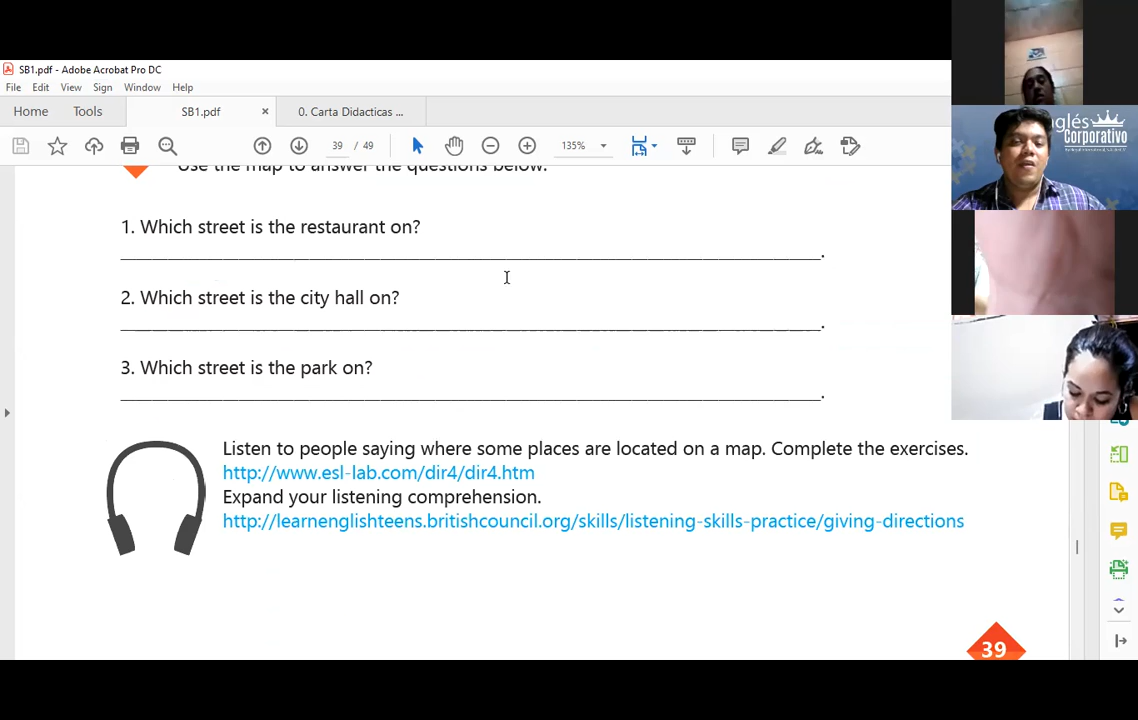 SB1.pdf - Adobe Acrobat Pro DC
File Edit View Sign Window Help
Home Tools SB1.pdf × 0. Carta Didacticas ...
39 / 49 135%
Use the map to answer the questions below.
1. Which street is the restaurant on?
.
2. Which street is the city hall on?
.
3. Which street is the park on?
.
Listen to people saying where some places are located on a map. Complete the exercises.
http://www.esl-lab.com/dir4/dir4.htm
Expand your listening comprehension.
http://learnenglishteens.britishcouncil.org/skills/listening-skills-practice/giving-directions
39
glés
Corporativo